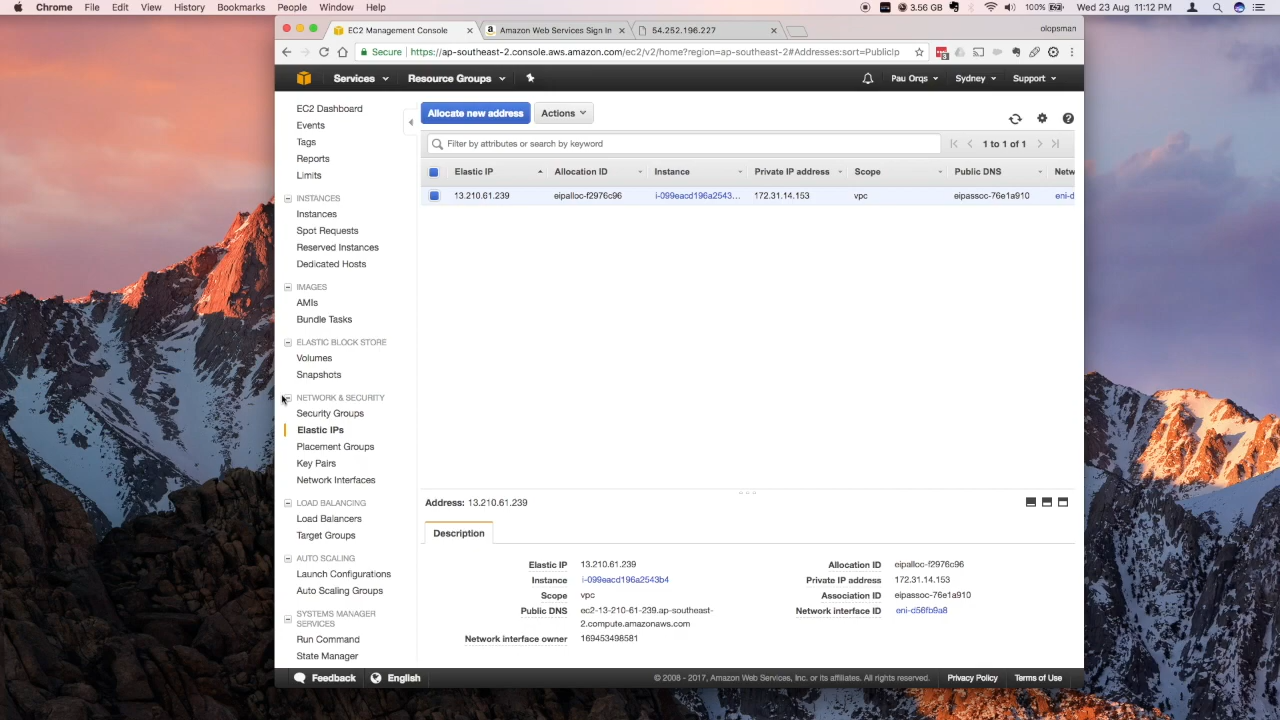 Chrome File Edit View History Bookmarks People Window Help 3.56 GB 100% Wed 23 Aug 11:12 PM
EC2 Management Console Amazon Web Services Sign In 54.252.196.227 olopsman
Secure https://ap-southeast-2.console.aws.amazon.com/ec2/v2/home?region=ap-southeast-2#Addresses:sort=PublicIp
Services Resource Groups Pau Orqs Sydney Support
EC2 Dashboard
Events
Tags
Reports
Limits
INSTANCES
Instances
Spot Requests
Reserved Instances
Dedicated Hosts
IMAGES
AMIs
Bundle Tasks
ELASTIC BLOCK STORE
Volumes
Snapshots
NETWORK & SECURITY
Security Groups
Elastic IPs
Placement Groups
Key Pairs
Network Interfaces
LOAD BALANCING
Load Balancers
Target Groups
AUTO SCALING
Launch Configurations
Auto Scaling Groups
SYSTEMS MANAGER
SERVICES
Run Command
State Manager
Allocate new address Actions
Filter by attributes or search by keyword 1 to 1 of 1
Elastic IP Allocation ID Instance Private IP address Scope Public DNS Netw
13.210.61.239 eipalloc-f2976c96 i-099eacd196a2543... 172.31.14.153 vpc eipassoc-76e1a910 eni-d
Address: 13.210.61.239
Description
Elastic IP 13.210.61.239 Allocation ID eipalloc-f2976c96
Instance i-099eacd196a2543b4 Private IP address 172.31.14.153
Scope vpc Association ID eipassoc-76e1a910
Public DNS ec2-13-210-61-239.ap-southeast- Network interface ID eni-d56fb9a8
2.compute.amazonaws.com
Network interface owner 169453498581
Feedback English © 2008 - 2017, Amazon Web Services, Inc. or its affiliates. All rights reserved. Privacy Policy Terms of Use